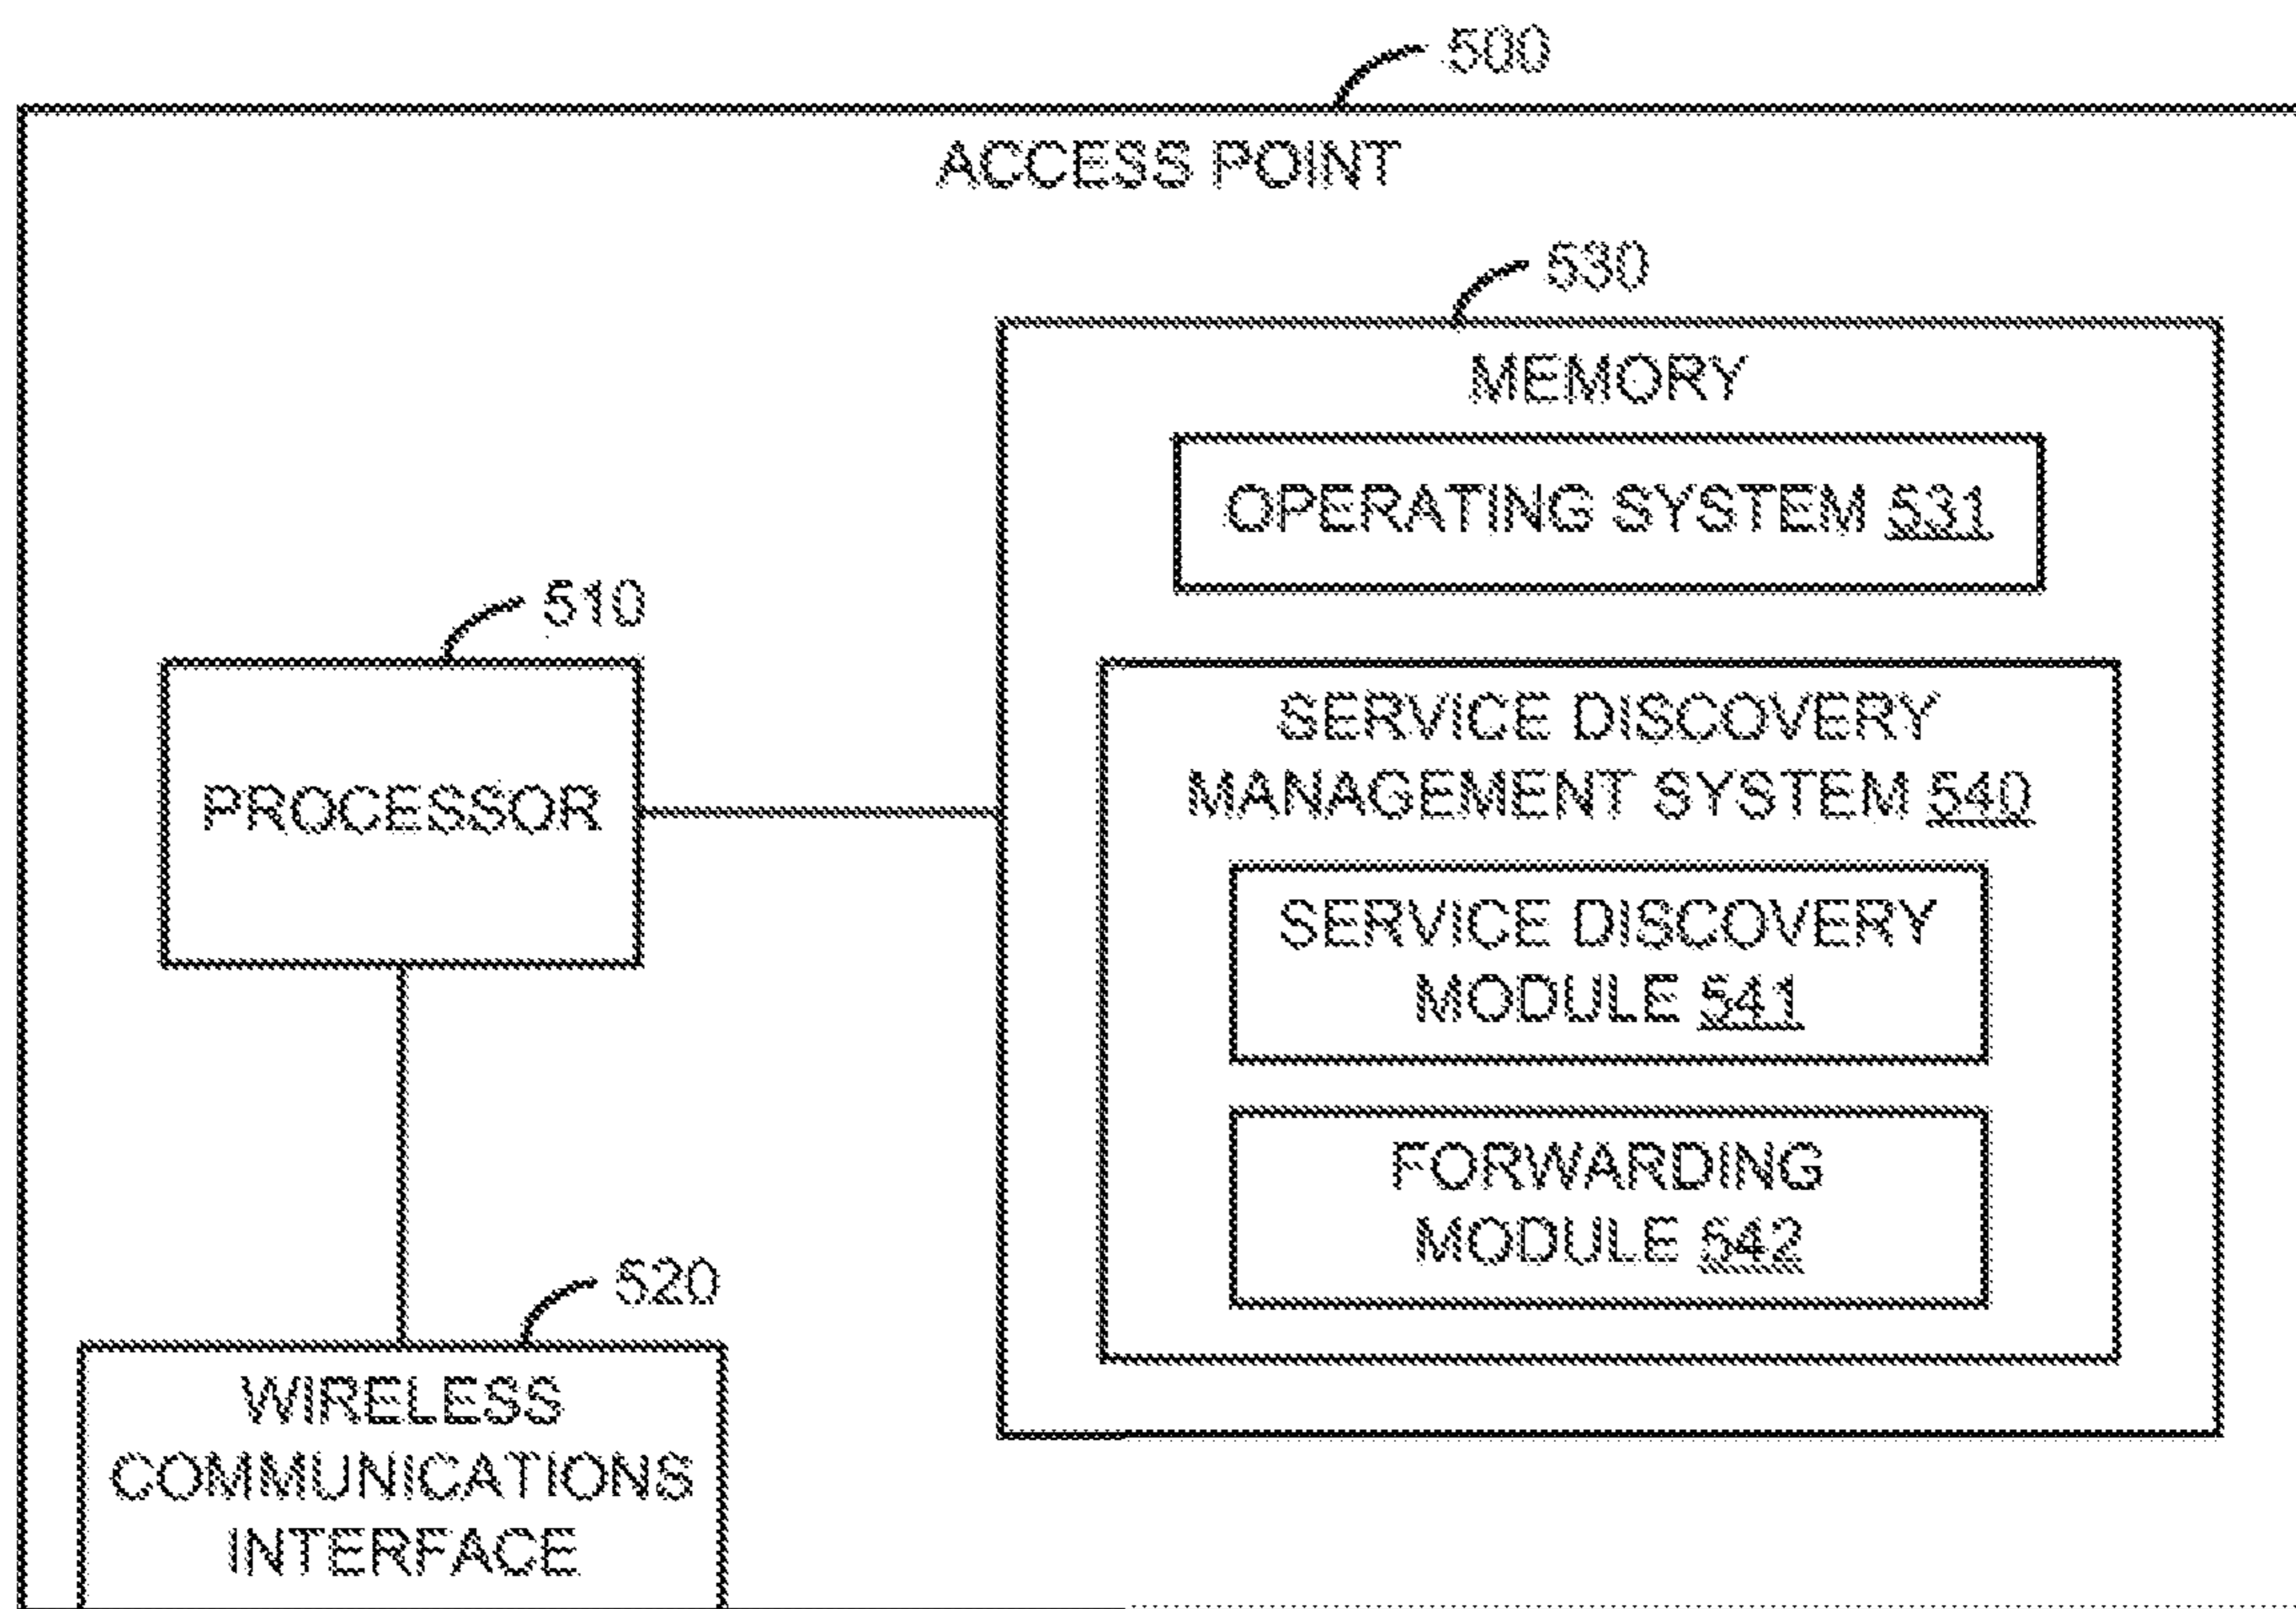 500
ACCESS POINT
530
MEMORY
OPERATING SYSTEM 531
510
PROCESSOR
SERVICE DISCOVERY
MANAGEMENT SYSTEM 540
SERVICE DISCOVERY
MODULE 541
FORWARDING
MODULE 542
520
WIRELESS
COMMUNICATIONS
INTERFACE